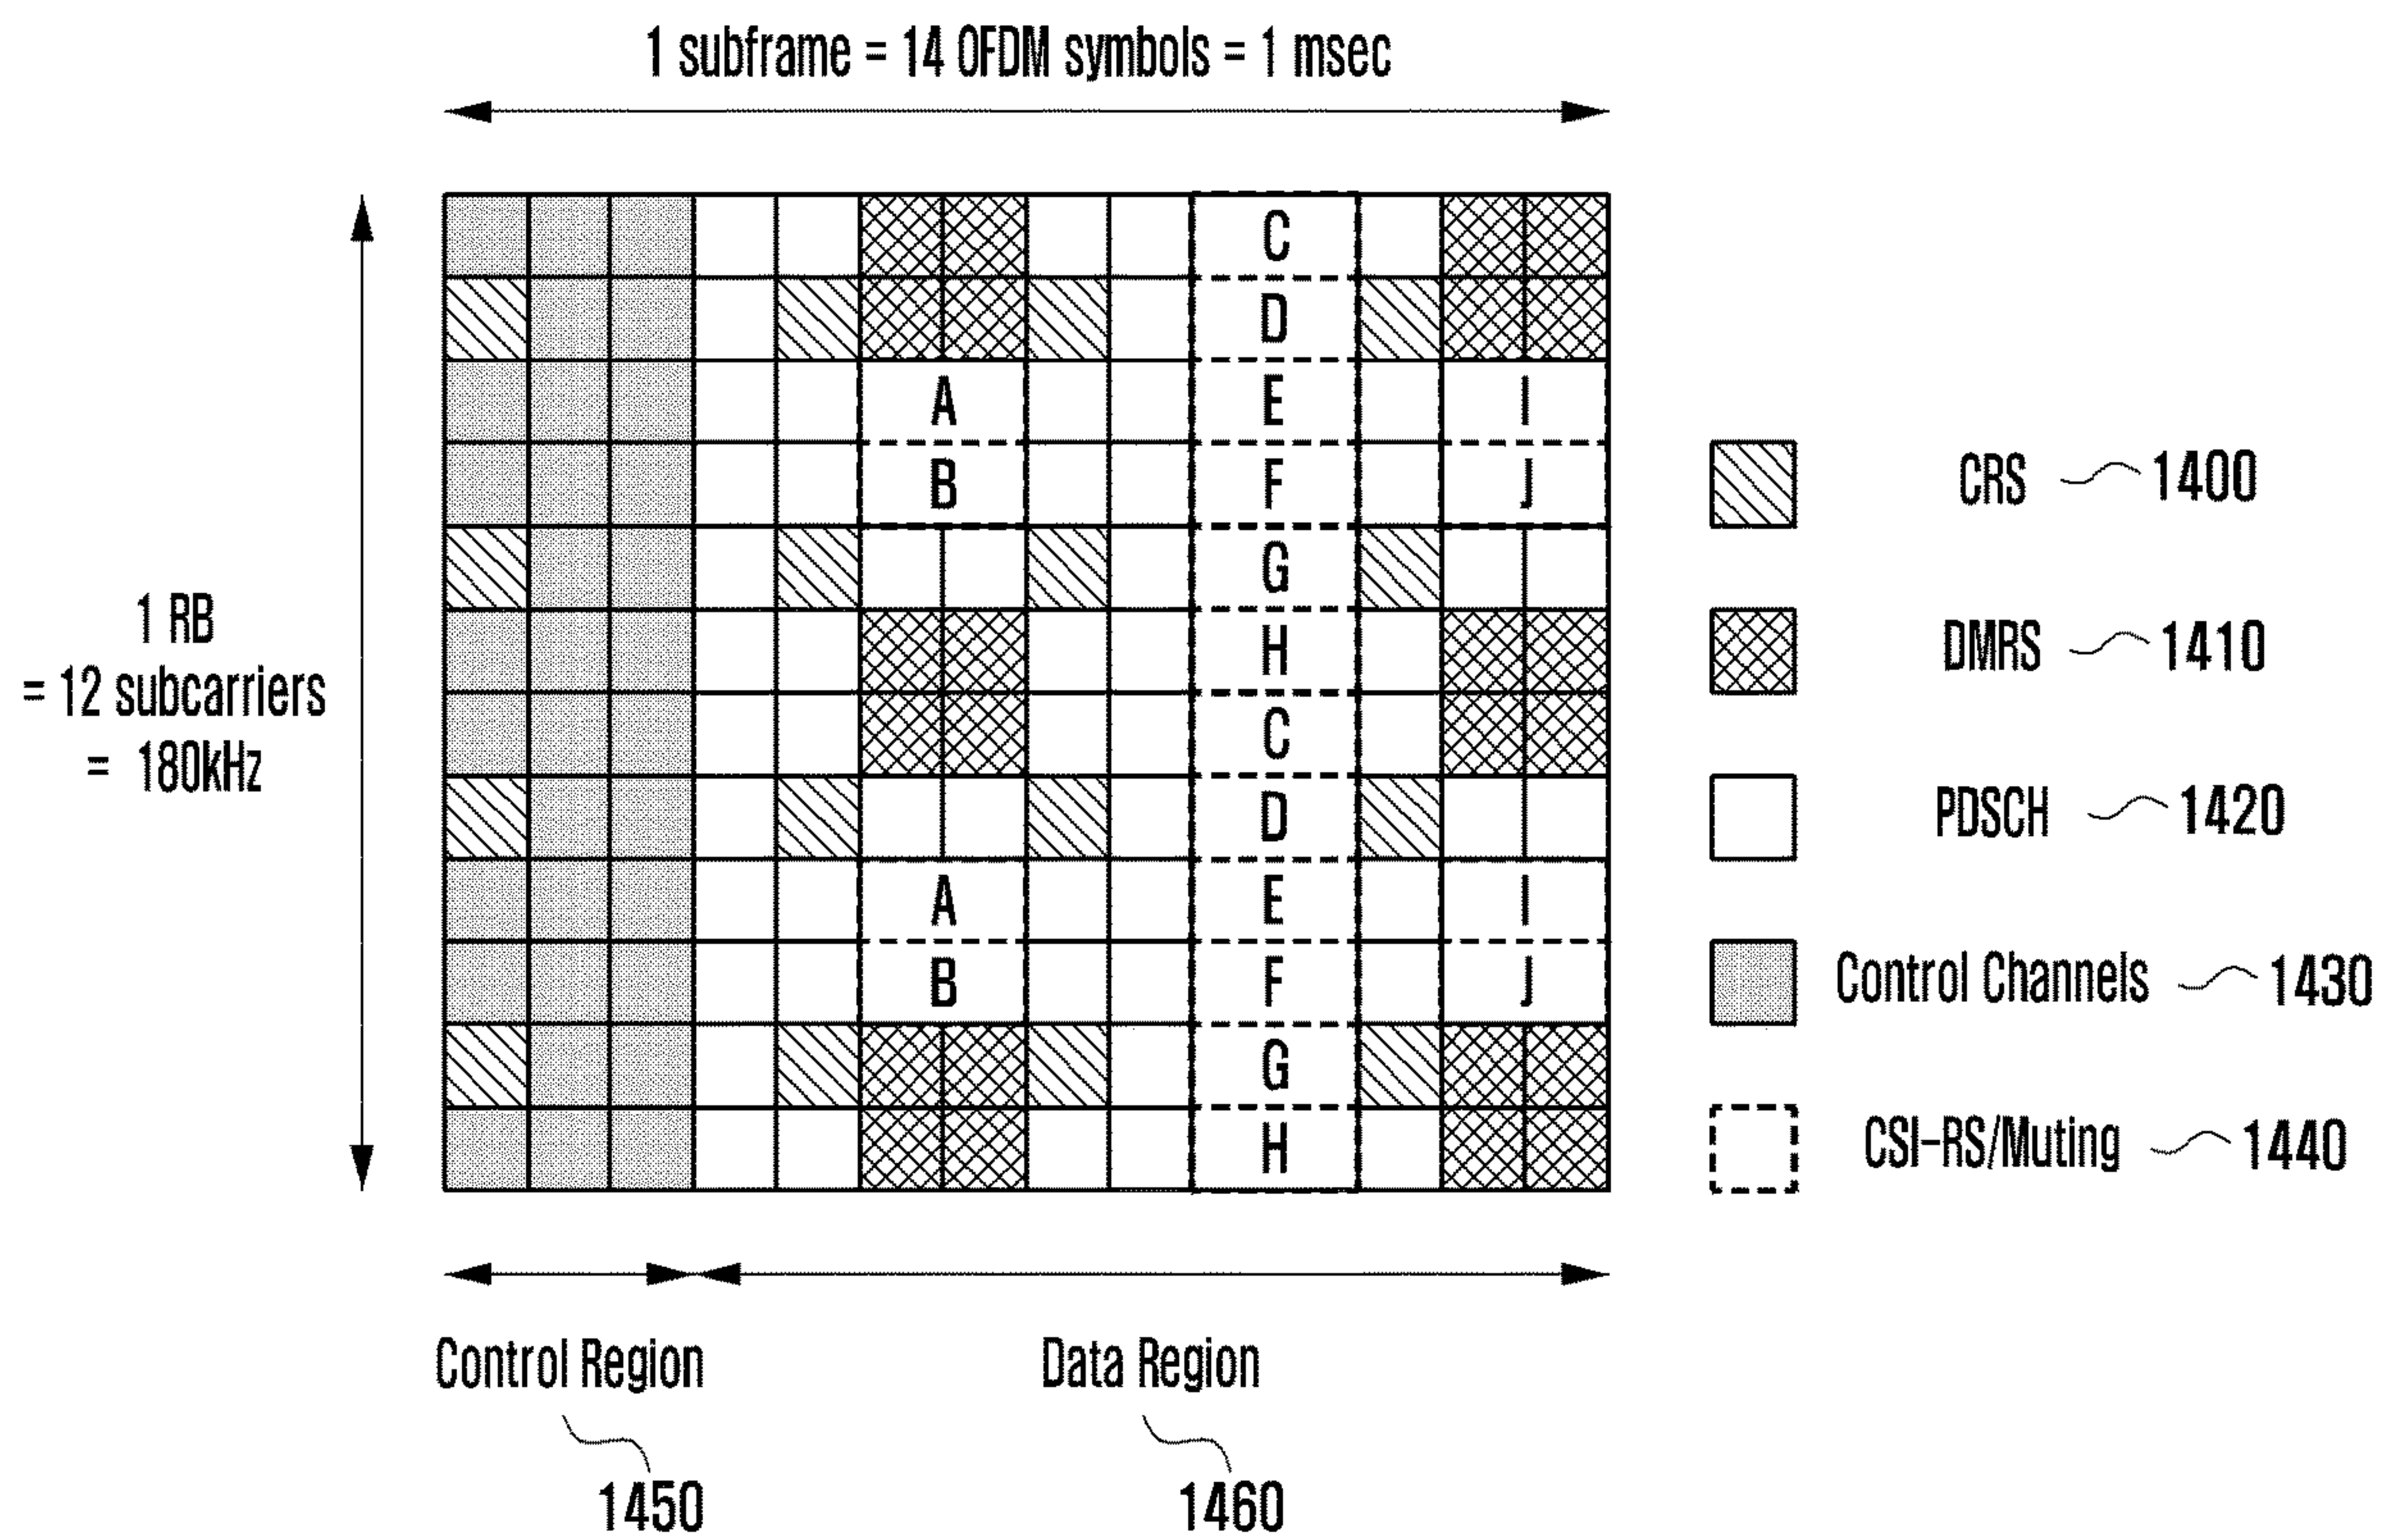 1 subframe = 14 OFDM symbols = 1 msec
1 RB
= 12 subcarriers
= 180kHz
C
D
A E I
B F J
G
H
C
D
A E I
B F J
G
H
CRS 1400
DMRS 1410
PDSCH 1420
Control Channels 1430
CSI-RS/Muting 1440
Control Region Data Region
1450 1460